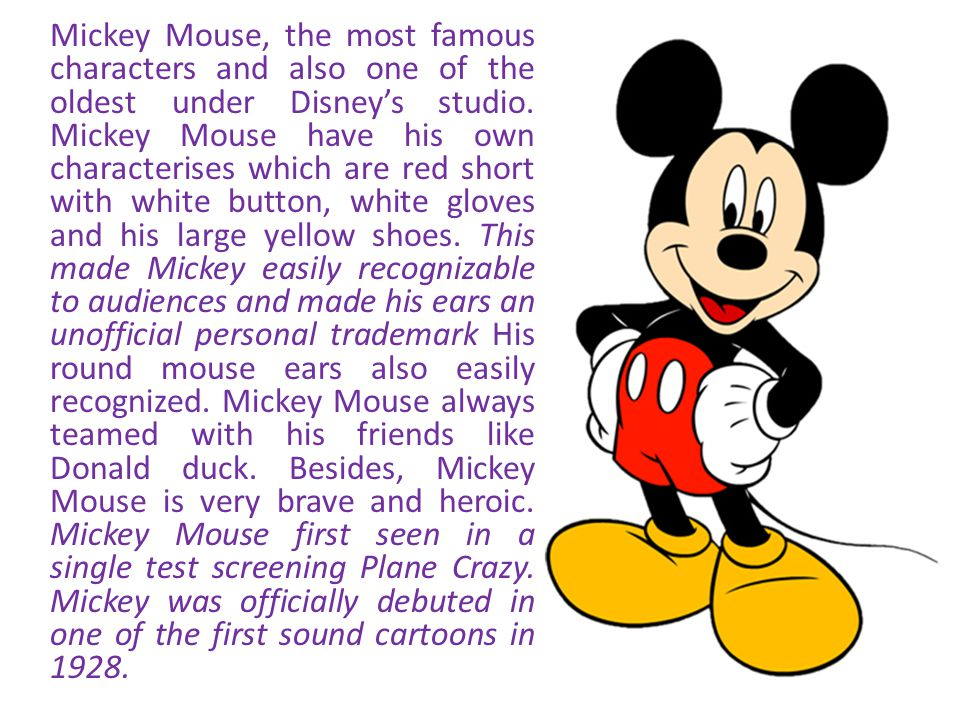 Mickey Mouse, the most famous
characters and also one of the
oldest under Disney’s studio.
Mickey Mouse have his own
characterises which are red short
with white button, white gloves
and his large yellow shoes. This
made Mickey easily recognizable
to audiences and made his ears an
unofficial personal trademark His
round mouse ears also easily
recognized. Mickey Mouse always
teamed with his friends like
Donald duck. Besides, Mickey
Mouse is very brave and heroic.
Mickey Mouse first seen in a
single test screening Plane Crazy.
Mickey was officially debuted in
one of the first sound cartoons in
1928.